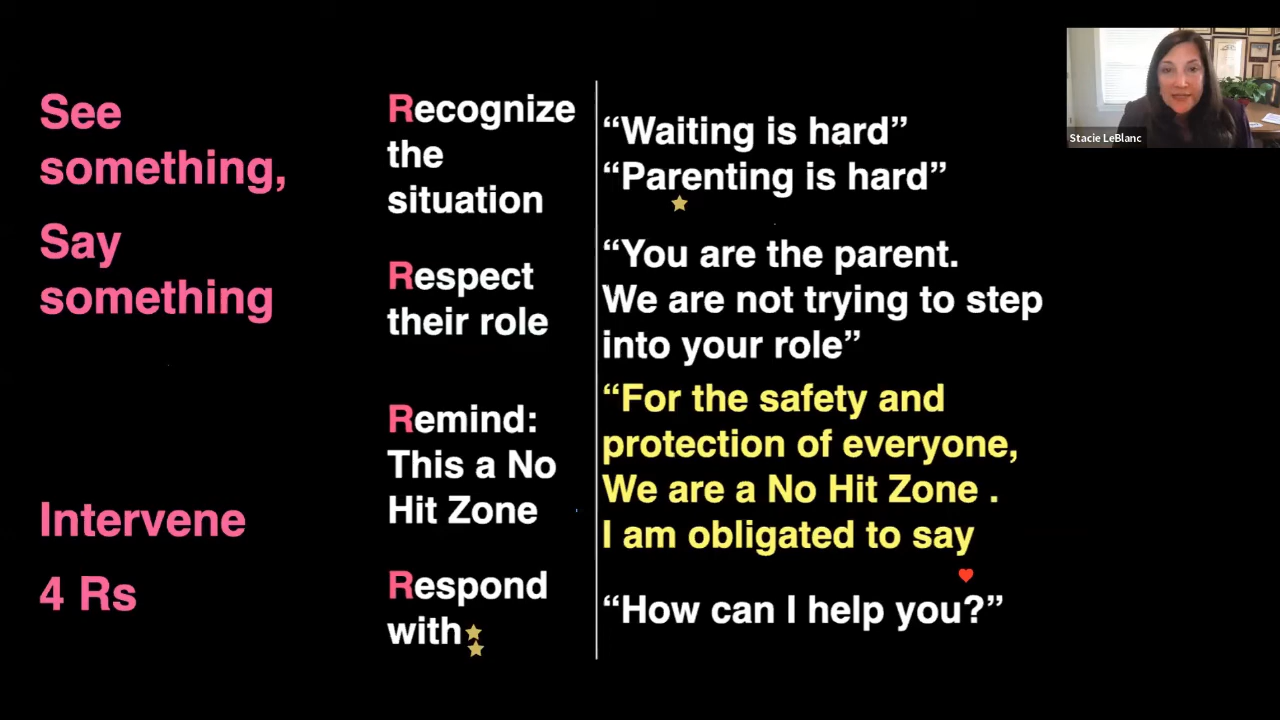 See
something,
Say
something
Intervene
4 Rs
Recognize
the
situation
Respect
their role
Remind:
This a No
Hit Zone
Respond
with
“Waiting is hard”
“Parenting is hard”
“You are the parent.
We are not trying to step
into your role”
“For the safety and
protection of everyone,
We are a No Hit Zone .
I am obligated to say
“How can I help you?”
Stacie LeBlanc